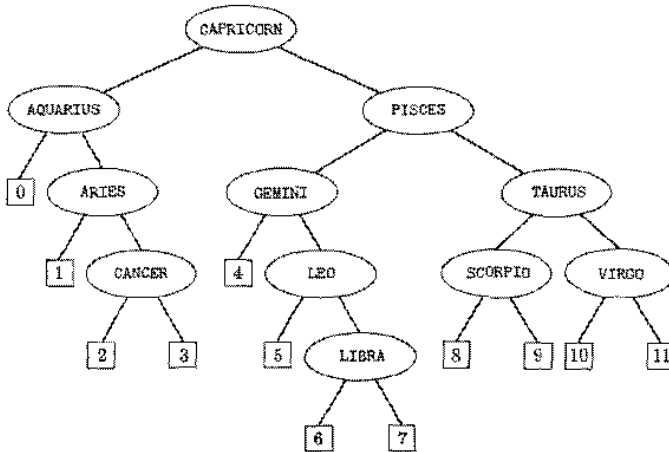 CAPRICORN
AQUARIUS PISCES
0 ARIES GEMINI TAURUS
1 CANCER 4 LEO SCORPIO VIRGO
2 3 5 LIBRA 8 9 10 11
6 7